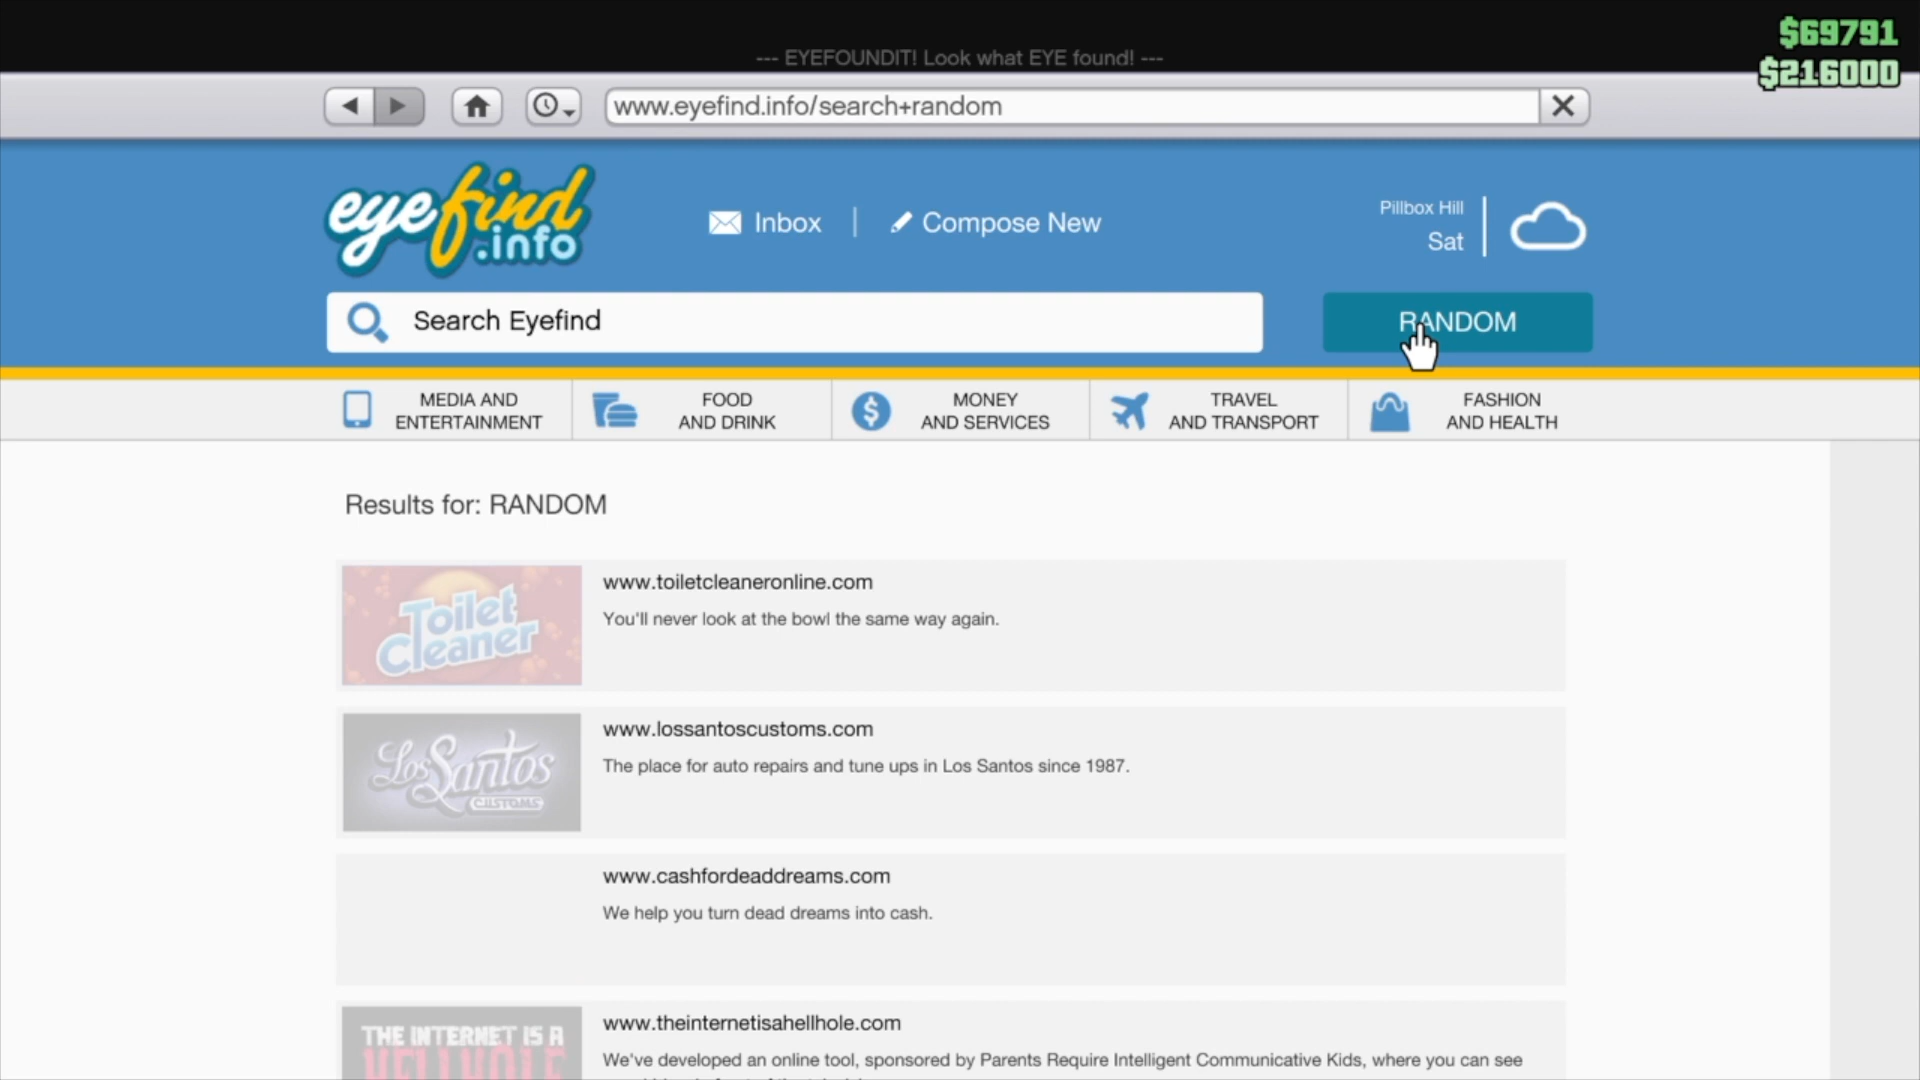 $69791
--- EYEFOUNDIT! Look what EYE found! ---
$216000
www.eyefind.info/search+random
eyefind
.info
Inbox
Compose New
Pillbox Hill
Sat
Search Eyefind
RANDOM
MEDIA AND
ENTERTAINMENT
FOOD
AND DRINK
MONEY
AND SERVICES
TRAVEL
AND TRANSPORT
FASHION
AND HEALTH
Results for: RANDOM
Toilet
Cleaner
www.toiletcleaneronline.com
You'll never look at the bowl the same way again.
Los Santos
CUSTOMS
www.lossantoscustoms.com
The place for auto repairs and tune ups in Los Santos since 1987.
www.cashfordeaddreams.com
We help you turn dead dreams into cash.
THE INTERNET IS A
HELLHOLE
www.theinternetisahellhole.com
We've developed an online tool, sponsored by Parents Require Intelligent Communicative Kids, where you can see